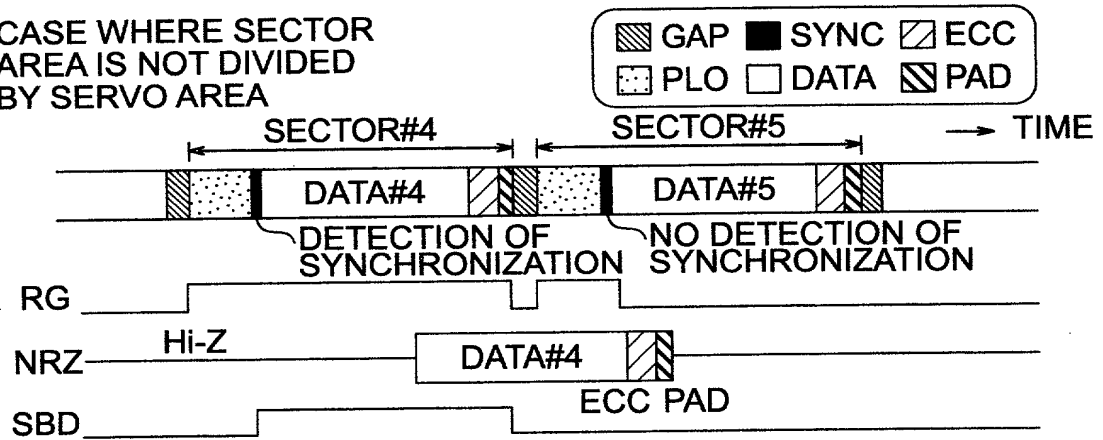 CASE WHERE SECTOR
AREA IS NOT DIVIDED
BY SERVO AREA
GAP SYNC ECC
PLO DATA PAD
SECTOR#4 SECTOR#5 TIME
DATA#4 DATA#5
DETECTION OF
SYNCHRONIZATION
NO DETECTION OF
SYNCHRONIZATION
RG
Hi-Z
NRZ DATA#4
ECC PAD
SBD